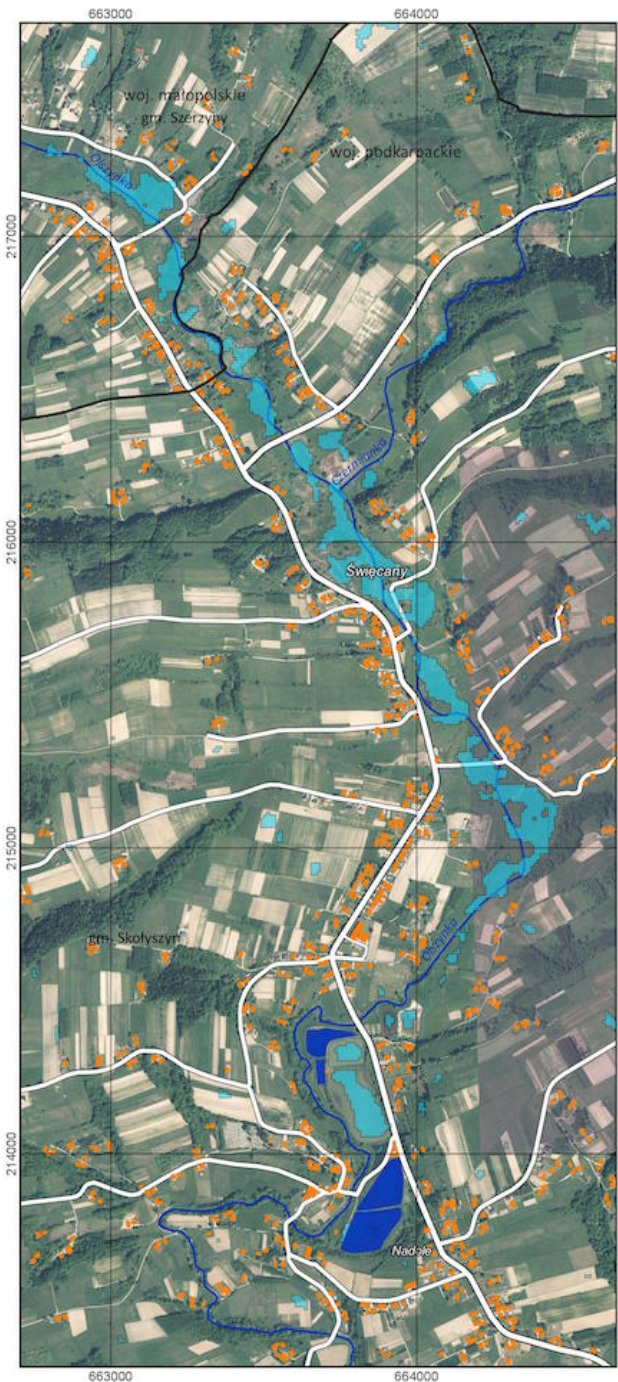 663000
664000
woj. małopolskie
gm. Szerzyny
woj. podkarpackie
Olszynka
217000
Czermianka
216000
Święcany
215000
Olszynka
gm. Skołyszyn
214000
Nadole
663000
664000